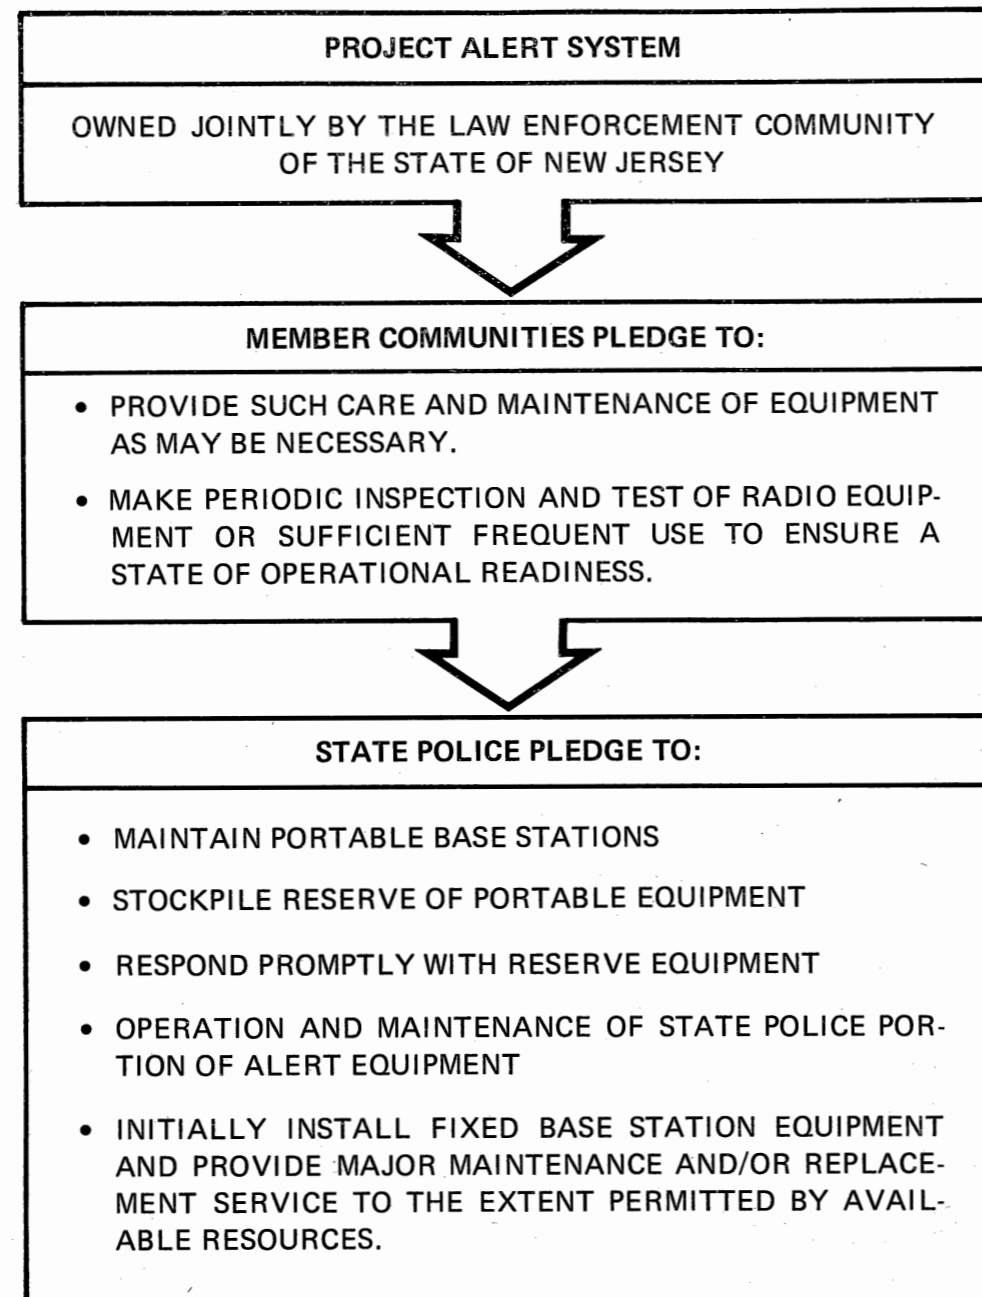 PROJECT ALERT SYSTEM
OWNED JOINTLY BY THE LAW ENFORCEMENT COMMUNITY
OF THE STATE OF NEW JERSEY
MEMBER COMMUNITIES PLEDGE TO:
• PROVIDE SUCH CARE AND MAINTENANCE OF EQUIPMENT
AS MAY BE NECESSARY.
• MAKE PERIODIC INSPECTION AND TEST OF RADIO EQUIP-
MENT OR SUFFICIENT FREQUENT USE TO ENSURE A
STATE OF OPERATIONAL READINESS.
STATE POLICE PLEDGE TO:
• MAINTAIN PORTABLE BASE STATIONS
• STOCKPILE RESERVE OF PORTABLE EQUIPMENT
• RESPOND PROMPTLY WITH RESERVE EQUIPMENT
• OPERATION AND MAINTENANCE OF STATE POLICE POR-
TION OF ALERT EQUIPMENT
• INITIALLY INSTALL FIXED BASE STATION EQUIPMENT
AND PROVIDE MAJOR MAINTENANCE AND/OR REPLACE-
MENT SERVICE TO THE EXTENT PERMITTED BY AVAIL-
ABLE RESOURCES.